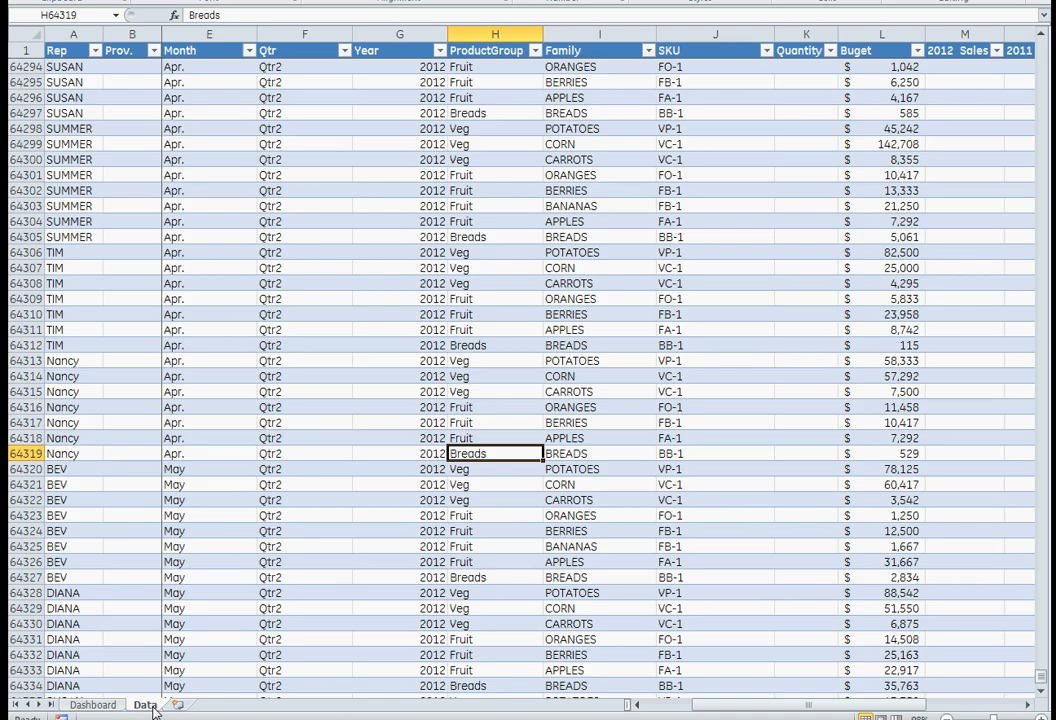 H64319 fx Breads
A B E F G H I J K L M
1 Rep Prov. Month Qtr Year ProductGroup Family SKU Quantity Buget 2012 Sales 2011
64294 SUSAN Apr. Qtr2 2012 Fruit ORANGES FO-1 $ 1,042
64295 SUSAN Apr. Qtr2 2012 Fruit BERRIES FB-1 $ 6,250
64296 SUSAN Apr. Qtr2 2012 Fruit APPLES FA-1 $ 4,167
64297 SUSAN Apr. Qtr2 2012 Breads BREADS BB-1 $ 585
64298 SUMMER Apr. Qtr2 2012 Veg POTATOES VP-1 $ 45,242
64299 SUMMER Apr. Qtr2 2012 Veg CORN VC-1 $ 142,708
64300 SUMMER Apr. Qtr2 2012 Veg CARROTS VC-1 $ 8,355
64301 SUMMER Apr. Qtr2 2012 Fruit ORANGES FO-1 $ 10,417
64302 SUMMER Apr. Qtr2 2012 Fruit BERRIES FB-1 $ 13,333
64303 SUMMER Apr. Qtr2 2012 Fruit BANANAS FB-1 $ 21,250
64304 SUMMER Apr. Qtr2 2012 Fruit APPLES FA-1 $ 7,292
64305 SUMMER Apr. Qtr2 2012 Breads BREADS BB-1 $ 5,061
64306 TIM Apr. Qtr2 2012 Veg POTATOES VP-1 $ 82,500
64307 TIM Apr. Qtr2 2012 Veg CORN VC-1 $ 25,000
64308 TIM Apr. Qtr2 2012 Veg CARROTS VC-1 $ 4,295
64309 TIM Apr. Qtr2 2012 Fruit ORANGES FO-1 $ 5,833
64310 TIM Apr. Qtr2 2012 Fruit BERRIES FB-1 $ 23,958
64311 TIM Apr. Qtr2 2012 Fruit APPLES FA-1 $ 8,742
64312 TIM Apr. Qtr2 2012 Breads BREADS BB-1 $ 115
64313 Nancy Apr. Qtr2 2012 Veg POTATOES VP-1 $ 58,333
64314 Nancy Apr. Qtr2 2012 Veg CORN VC-1 $ 57,292
64315 Nancy Apr. Qtr2 2012 Veg CARROTS VC-1 $ 7,500
64316 Nancy Apr. Qtr2 2012 Fruit ORANGES FO-1 $ 11,458
64317 Nancy Apr. Qtr2 2012 Fruit BERRIES FB-1 $ 10,417
64318 Nancy Apr. Qtr2 2012 Fruit APPLES FA-1 $ 7,292
64319 Nancy Apr. Qtr2 2012 Breads BREADS BB-1 $ 529
64320 BEV May Qtr2 2012 Veg POTATOES VP-1 $ 78,125
64321 BEV May Qtr2 2012 Veg CORN VC-1 $ 60,417
64322 BEV May Qtr2 2012 Veg CARROTS VC-1 $ 3,542
64323 BEV May Qtr2 2012 Fruit ORANGES FO-1 $ 1,250
64324 BEV May Qtr2 2012 Fruit BERRIES FB-1 $ 12,500
64325 BEV May Qtr2 2012 Fruit BANANAS FB-1 $ 1,667
64326 BEV May Qtr2 2012 Fruit APPLES FA-1 $ 31,667
64327 BEV May Qtr2 2012 Breads BREADS BB-1 $ 2,834
64328 DIANA May Qtr2 2012 Veg POTATOES VP-1 $ 88,542
64329 DIANA May Qtr2 2012 Veg CORN VC-1 $ 51,550
64330 DIANA May Qtr2 2012 Veg CARROTS VC-1 $ 6,875
64331 DIANA May Qtr2 2012 Fruit ORANGES FO-1 $ 14,508
64332 DIANA May Qtr2 2012 Fruit BERRIES FB-1 $ 25,163
64333 DIANA May Qtr2 2012 Fruit APPLES FA-1 $ 22,917
64334 DIANA May Qtr2 2012 Breads BREADS BB-1 $ 35,763
Dashboard Data